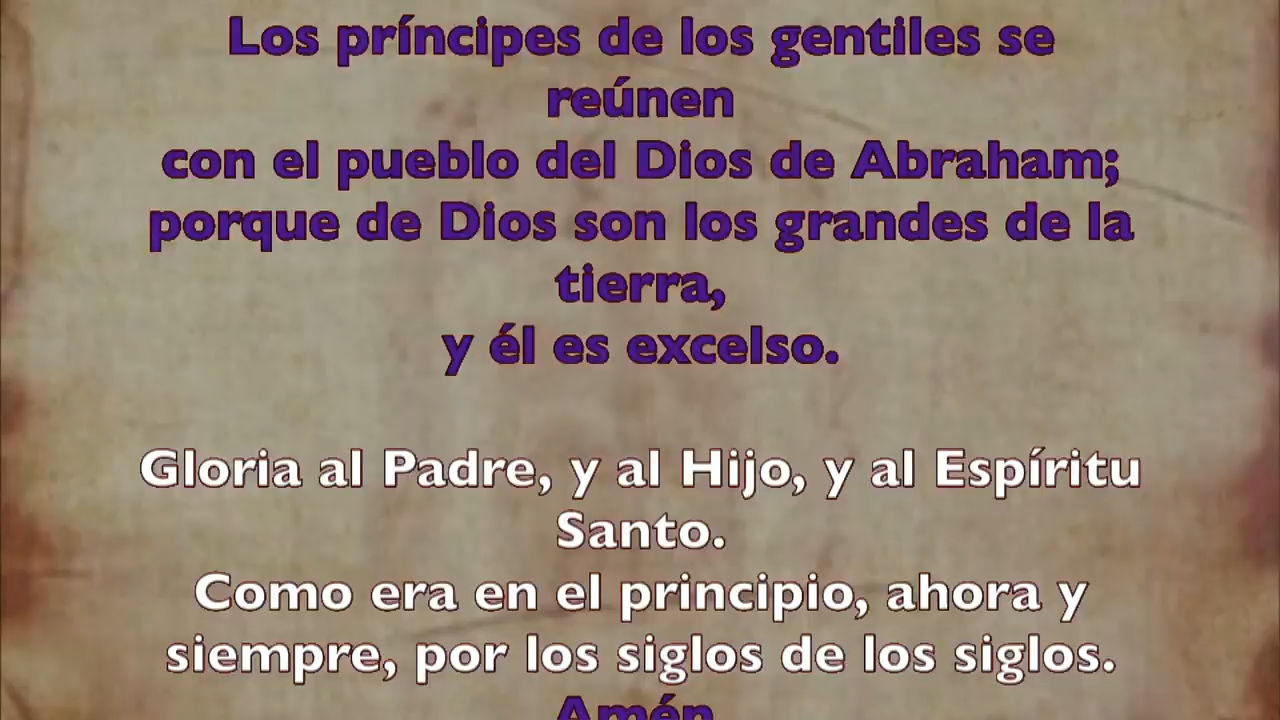 Los príncipes de los gentiles se
reúnen
con el pueblo del Dios de Abraham;
porque de Dios son los grandes de la
tierra,
y él es excelso.
Gloria al Padre, y al Hijo, y al Espíritu
Santo.
Como era en el principio, ahora y
siempre, por los siglos de los siglos.
Amén